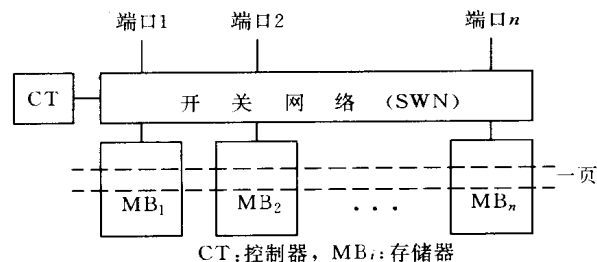 端口1 端口2 端口n
CT 开关网络 (SWN)
一页
MB₁ MB₂ ... MBₙ
CT:控制器, MBᵢ:存储器